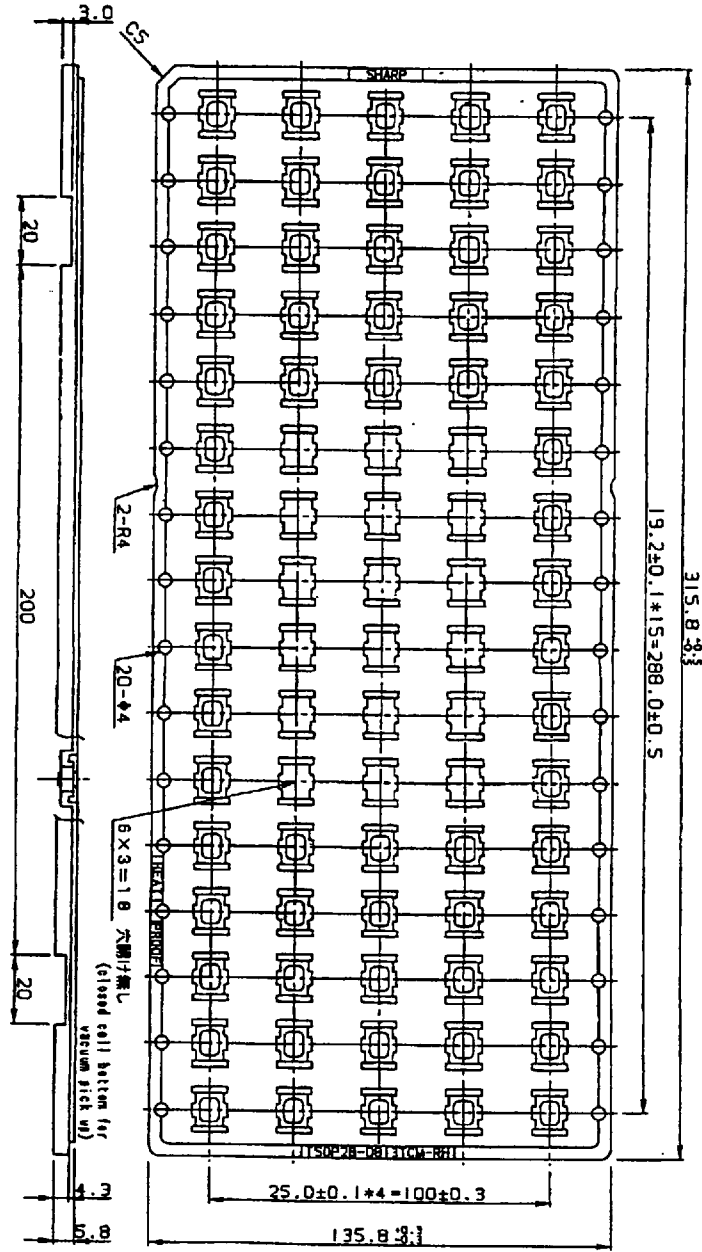 3.0
C5
SHARP
20
200
20
2-R4
20-φ4
6×3=18 穴開け無し
(closed cell bottom for
vacuum pick up)
HEAT PROOF
19.2±0.1*15=288.0±0.5
315.8
TSOP28-0813TCM-RH
25.0±0.1*4=100±0.3
135.8
4.3
5.8